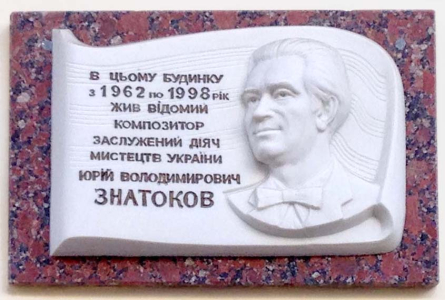 В ЦЬОМУ БУДИНКУ
з 1962 по 1998 рік
ЖИВ ВІДОМИЙ
КОМПОЗИТОР
ЗАСЛУЖЕНИЙ ДІЯЧ
МИСТЕЦТВ УКРАЇНИ
ЮРІЙ ВОЛОДИМИРОВИЧ
ЗНАТОКОВ